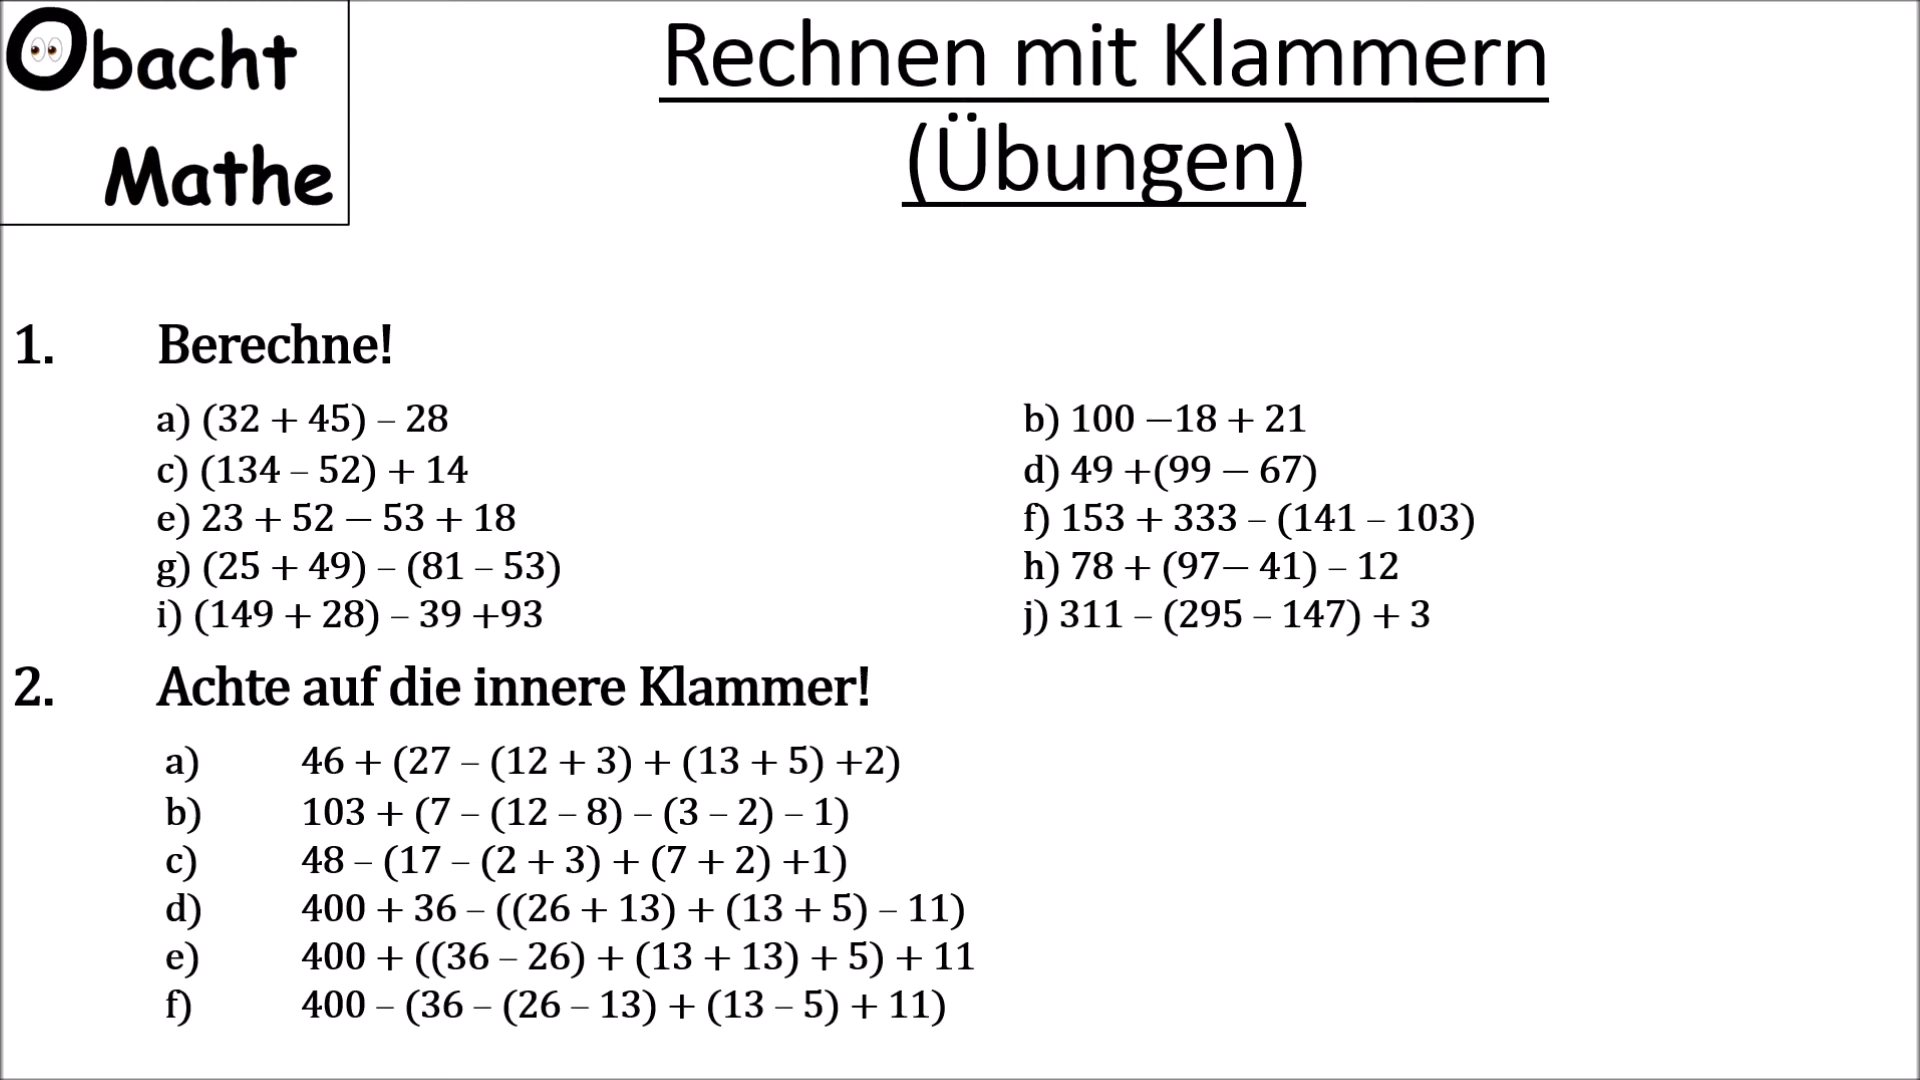 Obacht
Mathe
Rechnen mit Klammern
(Übungen)
1. Berechne!
a) (32 + 45) – 28
b) 100 −18 + 21
c) (134 – 52) + 14
d) 49 +(99 − 67)
e) 23 + 52 − 53 + 18
f) 153 + 333 – (141 – 103)
g) (25 + 49) – (81 – 53)
h) 78 + (97− 41) – 12
i) (149 + 28) – 39 +93
j) 311 – (295 – 147) + 3
2. Achte auf die innere Klammer!
a) 46 + (27 – (12 + 3) + (13 + 5) +2)
b) 103 + (7 – (12 – 8) – (3 – 2) – 1)
c) 48 – (17 – (2 + 3) + (7 + 2) +1)
d) 400 + 36 – ((26 + 13) + (13 + 5) – 11)
e) 400 + ((36 – 26) + (13 + 13) + 5) + 11
f) 400 – (36 – (26 – 13) + (13 – 5) + 11)